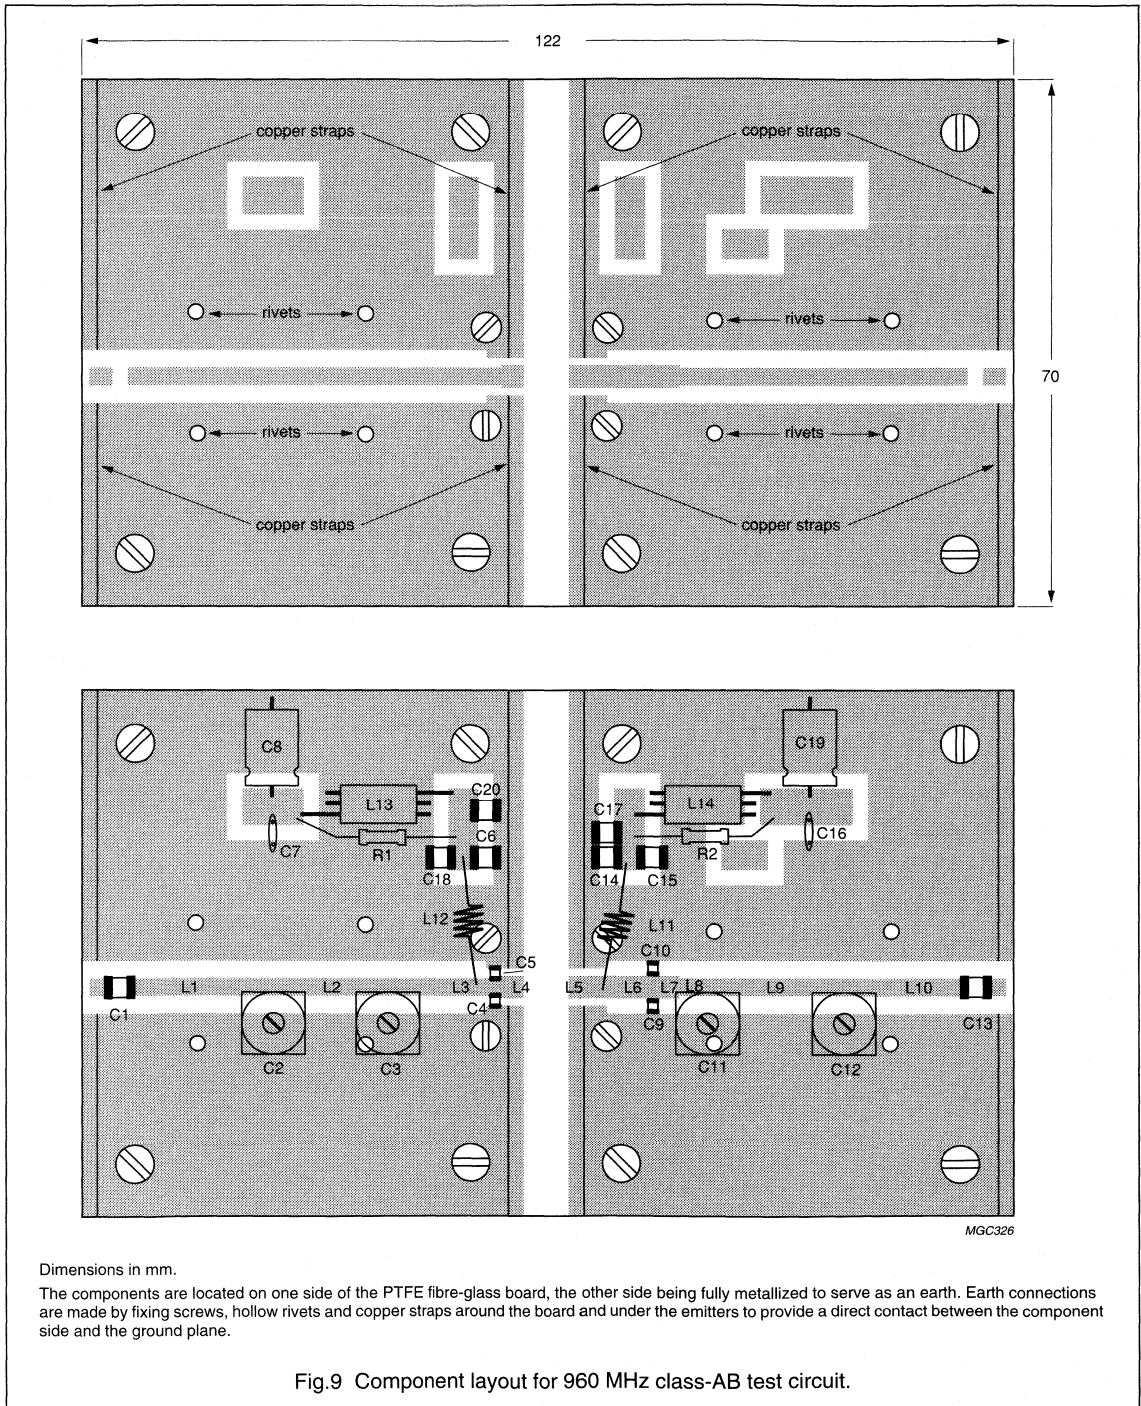 122
copper straps
copper straps
rivets
rivets
70
rivets
rivets
copper straps
copper straps
C8
C19
L13
C20
C17
L14
C7
R1
C6
R2
C16
C18
C14
C15
L12
L11
C10
C5
L1
L2
L3
L4
L5
L6
L7
L8
L9
L10
C1
C4
C9
C13
C2
C3
C11
C12
MGC326
Dimensions in mm.
The components are located on one side of the PTFE fibre-glass board, the other side being fully metallized to serve as an earth. Earth connections
are made by fixing screws, hollow rivets and copper straps around the board and under the emitters to provide a direct contact between the component
side and the ground plane.
Fig.9 Component layout for 960 MHz class-AB test circuit.